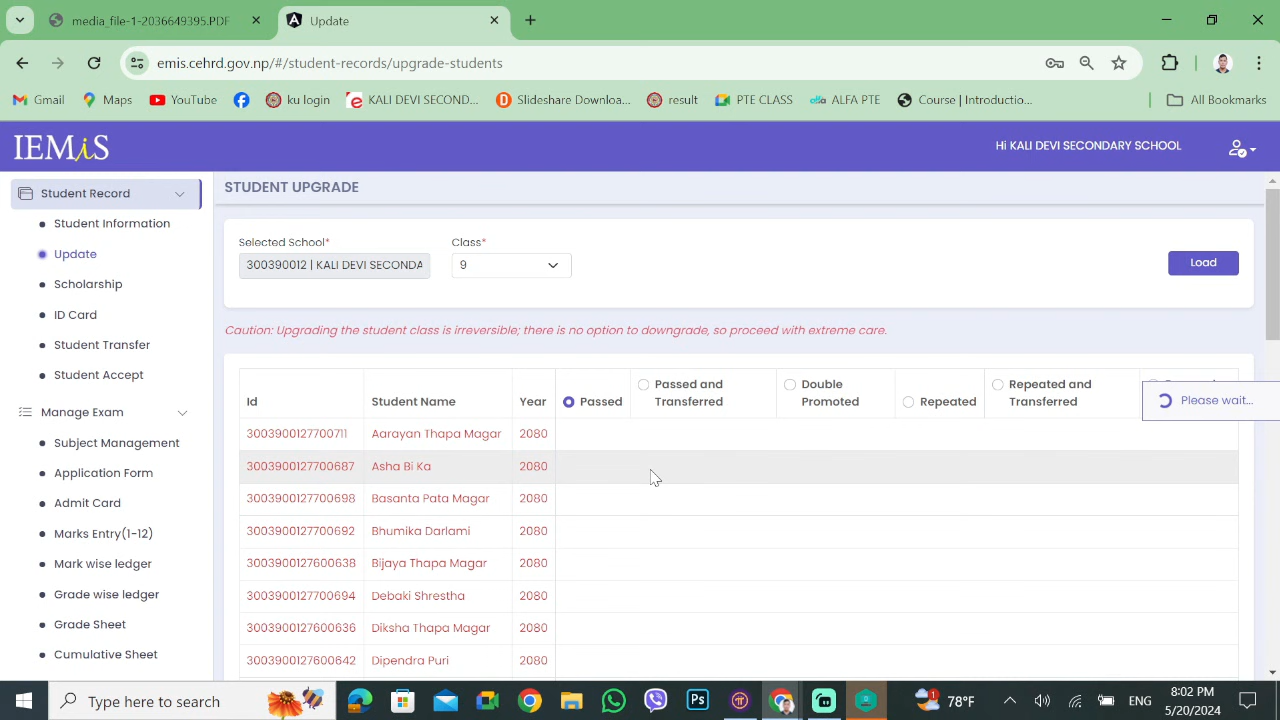 media_file-1-2036649395.PDF
Update
emis.cehrd.gov.np/#/student-records/upgrade-students
Gmail
Maps
YouTube
ku login
KALI DEVI SECOND...
Slideshare Downloa...
result
PTE CLASS
ALFA PTE
Course | Introductio...
All Bookmarks
IEMiS
Hi KALI DEVI SECONDARY SCHOOL
Student Record
Student Information
Update
Scholarship
ID Card
Student Transfer
Student Accept
Manage Exam
Subject Management
Application Form
Admit Card
Marks Entry(1-12)
Mark wise ledger
Grade wise ledger
Grade Sheet
Cumulative Sheet
STUDENT UPGRADE
Selected School*
Class*
300390012 | KALI DEVI SECONDA
9
Load
Caution: Upgrading the student class is irreversible; there is no option to downgrade, so proceed with extreme care.
Id
Student Name
Year
Passed
Passed and
Transferred
Double
Promoted
Repeated
Repeated and
Transferred
Please wait...
3003900127700711 Aarayan Thapa Magar 2080
3003900127700687 Asha Bi Ka 2080
3003900127700698 Basanta Pata Magar 2080
3003900127700692 Bhumika Darlami 2080
3003900127600638 Bijaya Thapa Magar 2080
3003900127700694 Debaki Shrestha 2080
3003900127600636 Diksha Thapa Magar 2080
3003900127600642 Dipendra Puri 2080
Type here to search
Ps
1
78°F
ENG
8:02 PM
5/20/2024